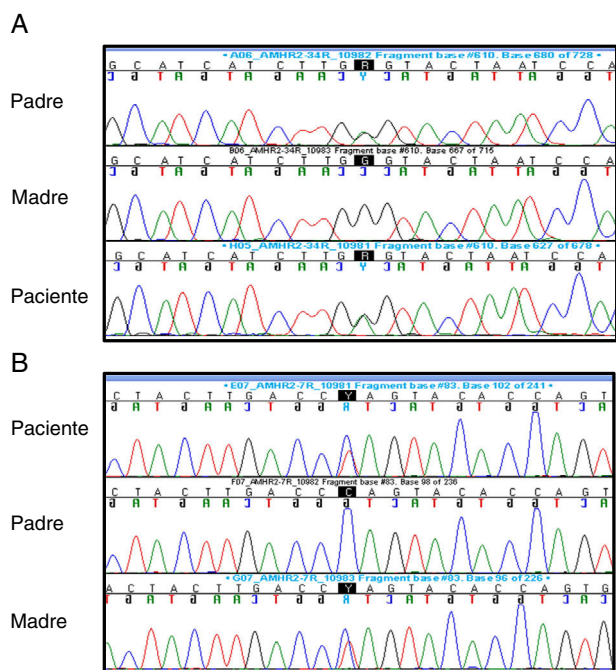 A
• A06_AMHR2-34R_10982 Fragment base #610. Base 680 of 728 •
G C A T C A T C T T G R G T A C T A A T C C A
C G T A G T A G A A C Y C A T G A T T A G G T
Padre
B06_AMHR2-34R_10983 Fragment base #610. Base 667 of 715
G C A T C A T C T T G G G T A C T A A T C C A
C G T A G T A G A A C C C A T G A T T A G G T
Madre
• H05_AMHR2-34R_10981 Fragment base #610. Base 627 of 678 •
G C A T C A T C T T G R G T A C T A A T C C A
C G T A G T A G A A C Y C A T G A T T A G G T
Paciente
B
• E07_AMHR2-7R_10981 Fragment base #83. Base 102 of 241 •
C T A C T T G A C C Y A G T A C A C C A G T
G A T G A A C T G G R T C A T G T G G T C A
Paciente
F07_AMHR2-7R_10982 Fragment base #83. Base 98 of 236
C T A C T T G A C C C A G T A C A C C A G T
G A T G A A C T G G G T C A T G T G G T C A
Padre
• G07_AMHR2-7R_10983 Fragment base #83. Base 96 of 226 •
A C T A C T T G A C C Y A G T A C A C C A G T G
T G A T G A A C T G G R T C A T G T G G T C A C
Madre